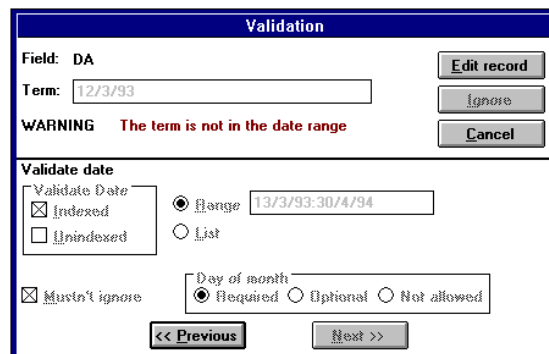 Validation
Field: DA
Edit record
Term: 12/3/93
Ignore
WARNING The term is not in the date range
Cancel
Validate date
Validate Date
Indexed
Range 13/3/93:30/4/94
Unindexed
List
Day of month
Mustn't ignore
Required Optional Not allowed
<< Previous Next >>